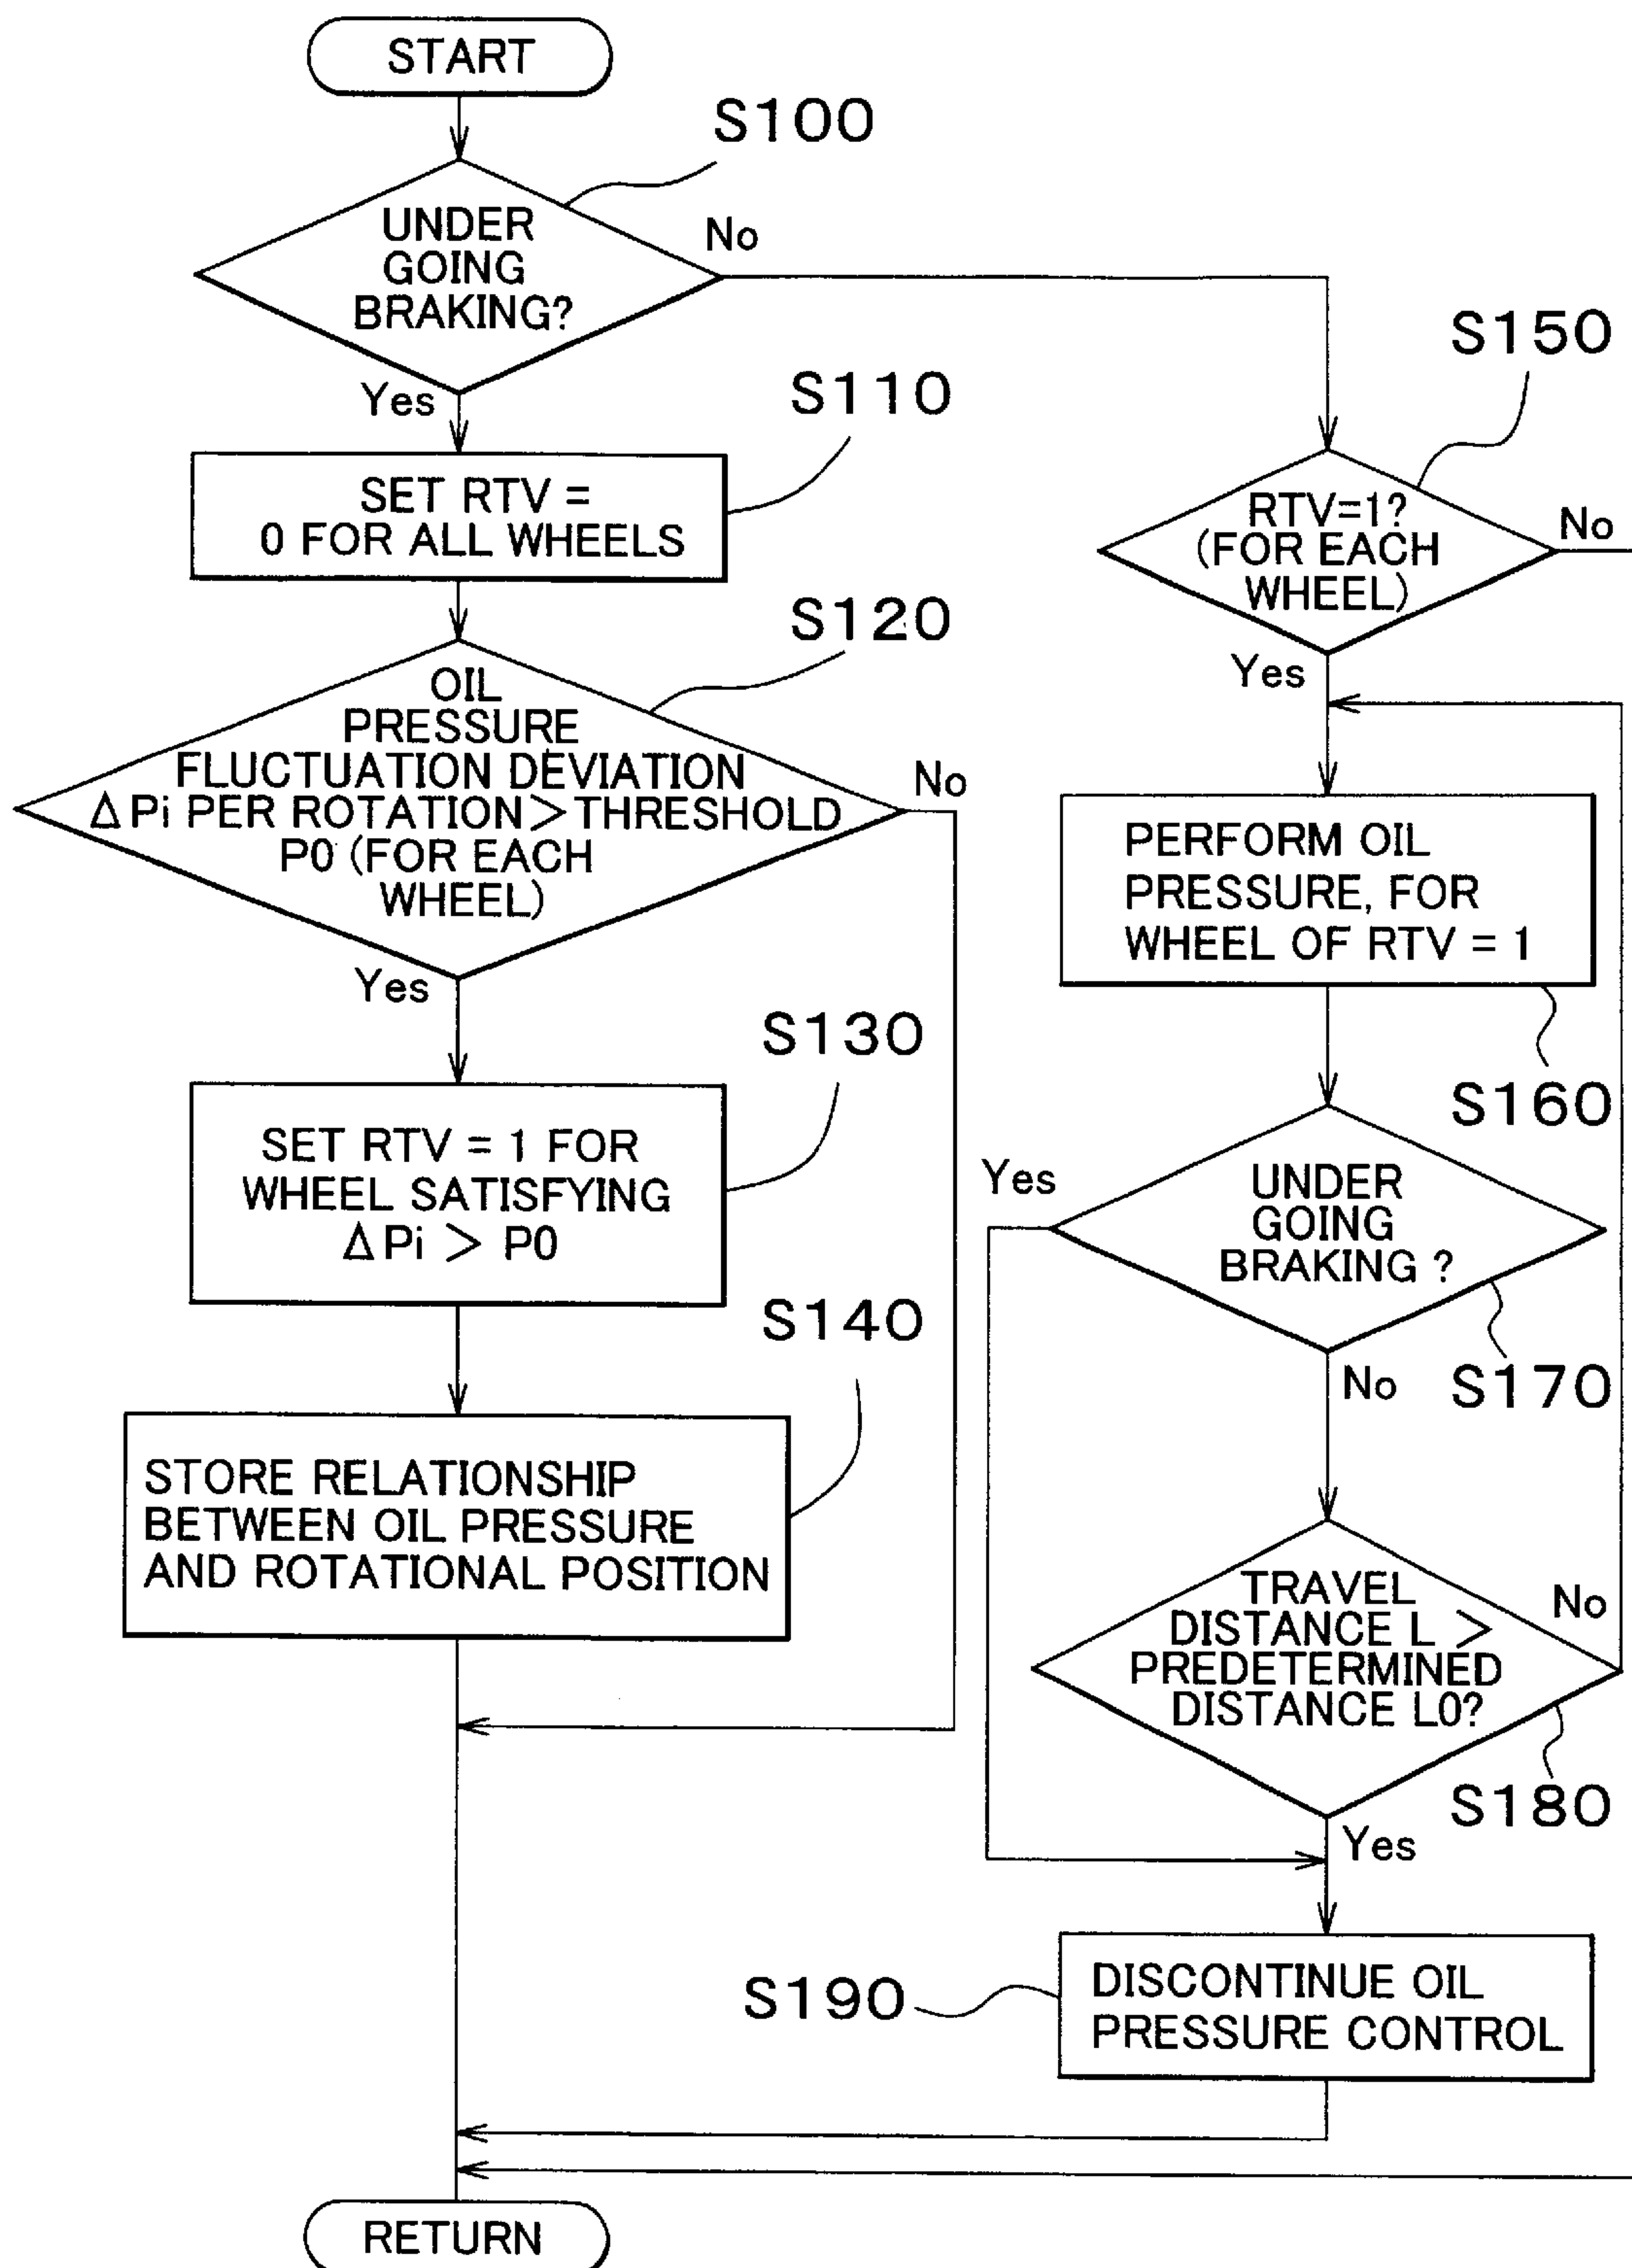 START
S100
UNDER
GOING
BRAKING?
No
Yes
S110
SET RTV =
0 FOR ALL WHEELS
S120
OIL
PRESSURE
FLUCTUATION DEVIATION
Δ Pi PER ROTATION > THRESHOLD
P0 (FOR EACH
WHEEL)
No
Yes
S130
SET RTV = 1 FOR
WHEEL SATISFYING
Δ Pi > P0
S140
STORE RELATIONSHIP
BETWEEN OIL PRESSURE
AND ROTATIONAL POSITION
S150
RTV=1?
(FOR EACH
WHEEL)
No
Yes
PERFORM OIL
PRESSURE, FOR
WHEEL OF RTV = 1
S160
Yes
UNDER
GOING
BRAKING ?
No
S170
TRAVEL
DISTANCE L >
PREDETERMINED
DISTANCE L0?
No
S180
Yes
S190
DISCONTINUE OIL
PRESSURE CONTROL
RETURN